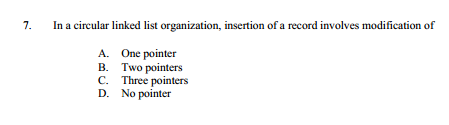 7. In a circular linked list organization, insertion of a record involves modification of
A. One pointer
B. Two pointers
C. Three pointers
D. No pointer